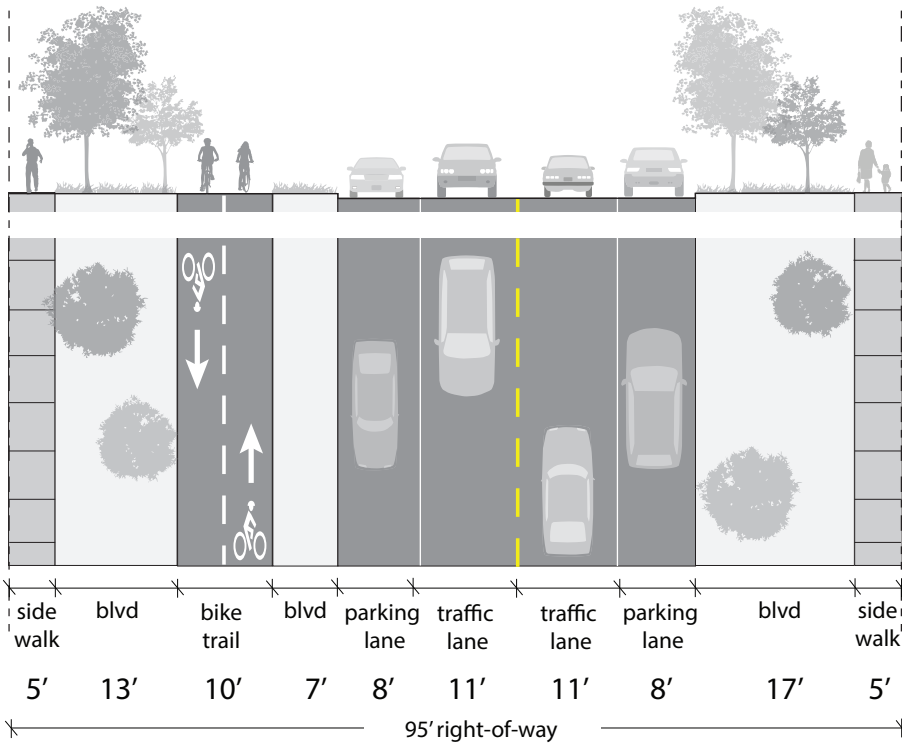 side walk
blvd
bike trail
blvd
parking lane
traffic lane
traffic lane
parking lane
blvd
side walk
5’ 13’ 10’ 7’ 8’ 11’ 11’ 8’ 17’ 5’
95’ right-of-way